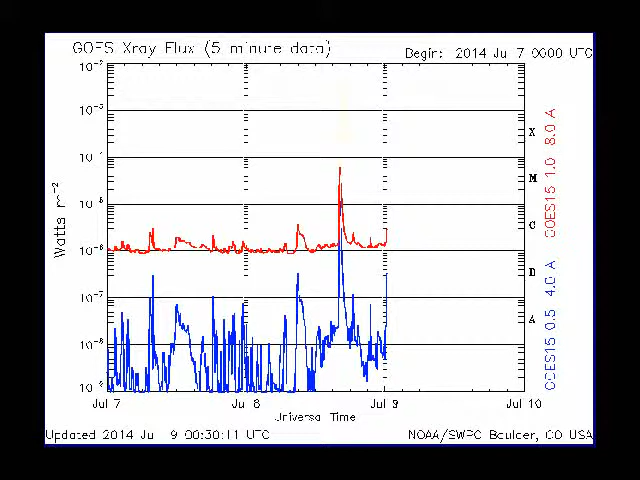 GOES Xray Flux (5 minute data)
Begin: 2014 Jul 7 0000 UTC
10⁻²
10⁻³
10⁻⁴
10⁻⁵
10⁻⁶
10⁻⁷
10⁻⁸
10⁻⁹
Watts m⁻²
X
M
C
B
A
GOES15 1.0 8.0 A
GOES15 0.5 4.0 A
Jul 7
Jul 8
Jul 9
Jul 10
Universal Time
Updated 2014 Jul 9 00:30:11 UTC
NOAA/SWPC Boulder, CO USA